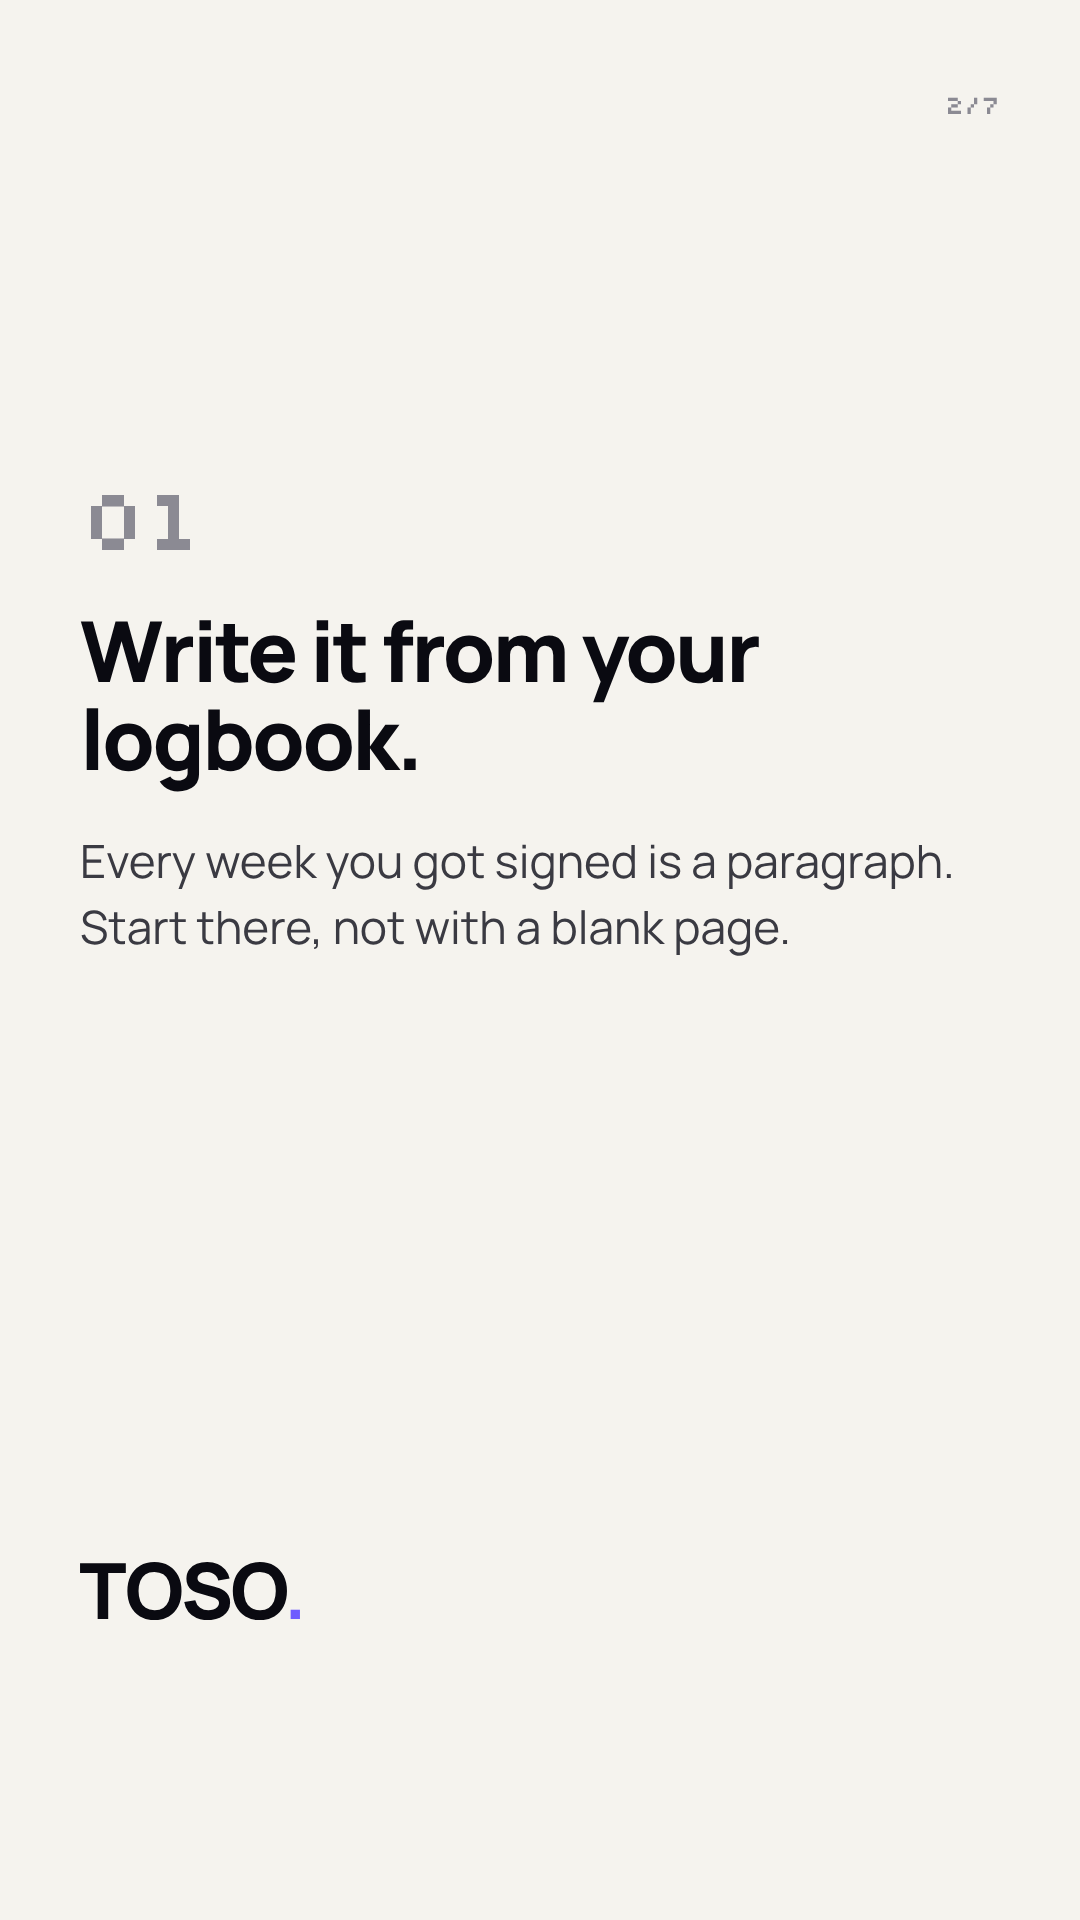 2/7
01
Write it from your
logbook.
Every week you got signed is a paragraph.
Start there, not with a blank page.
TOSO.